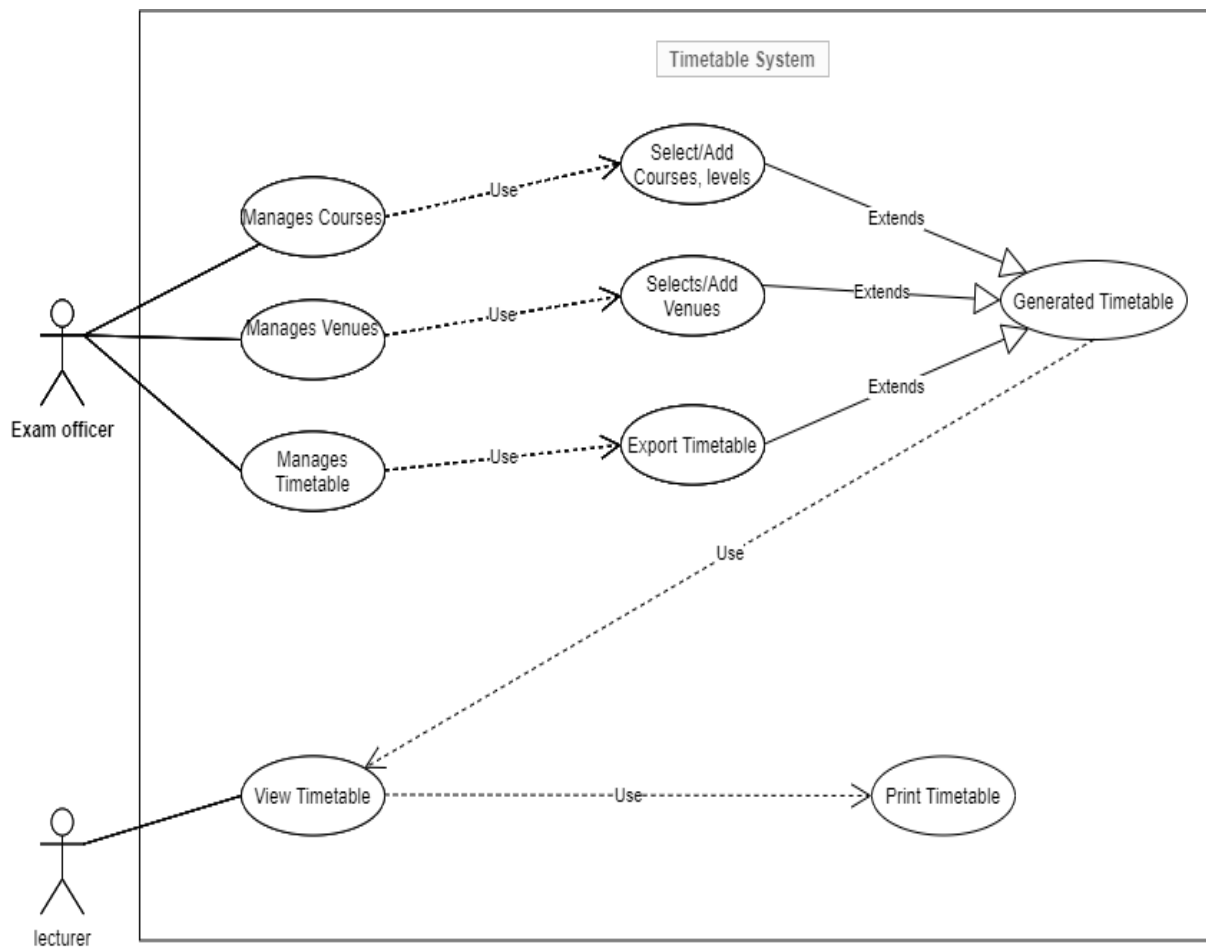 Timetable System
Select/Add
Courses, levels
Use
Manages Courses
Extends
Selects/Add
Venues
Extends
Generated Timetable
Use
Manages Venues
Extends
Exam officer
Export Timetable
Use
Manages
Timetable
Use
View Timetable
Use
Print Timetable
lecturer